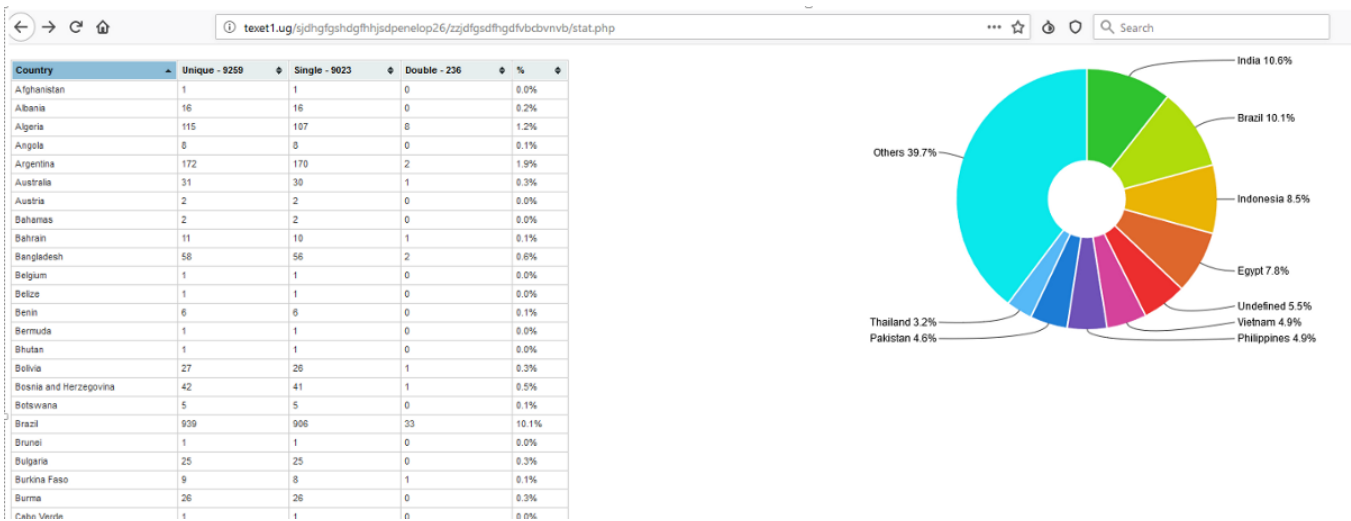 texet1.ug/sjdhgfgshdgfhhjsdpenelop26/zzjdfgsdfhgdfvbcbvnvb/stat.php
Search
Country Unique - 9259 Single - 9023 Double - 236 %
Afghanistan 1 1 0 0.0%
Albania 16 16 0 0.2%
Algeria 115 107 8 1.2%
Angola 8 8 0 0.1%
Argentina 172 170 2 1.9%
Australia 31 30 1 0.3%
Austria 2 2 0 0.0%
Bahamas 2 2 0 0.0%
Bahrain 11 10 1 0.1%
Bangladesh 58 56 2 0.6%
Belgium 1 1 0 0.0%
Belize 1 1 0 0.0%
Benin 6 6 0 0.1%
Bermuda 1 1 0 0.0%
Bhutan 1 1 0 0.0%
Bolivia 27 26 1 0.3%
Bosnia and Herzegovina 42 41 1 0.5%
Botswana 5 5 0 0.1%
Brazil 939 906 33 10.1%
Brunei 1 1 0 0.0%
Bulgaria 25 25 0 0.3%
Burkina Faso 9 8 1 0.1%
Burma 26 26 0 0.3%
Cabo Verde 1 1 0 0.0%
India 10.6%
Brazil 10.1%
Others 39.7%
Indonesia 8.5%
Egypt 7.8%
Undefined 5.5%
Thailand 3.2%
Vietnam 4.9%
Pakistan 4.6%
Philippines 4.9%